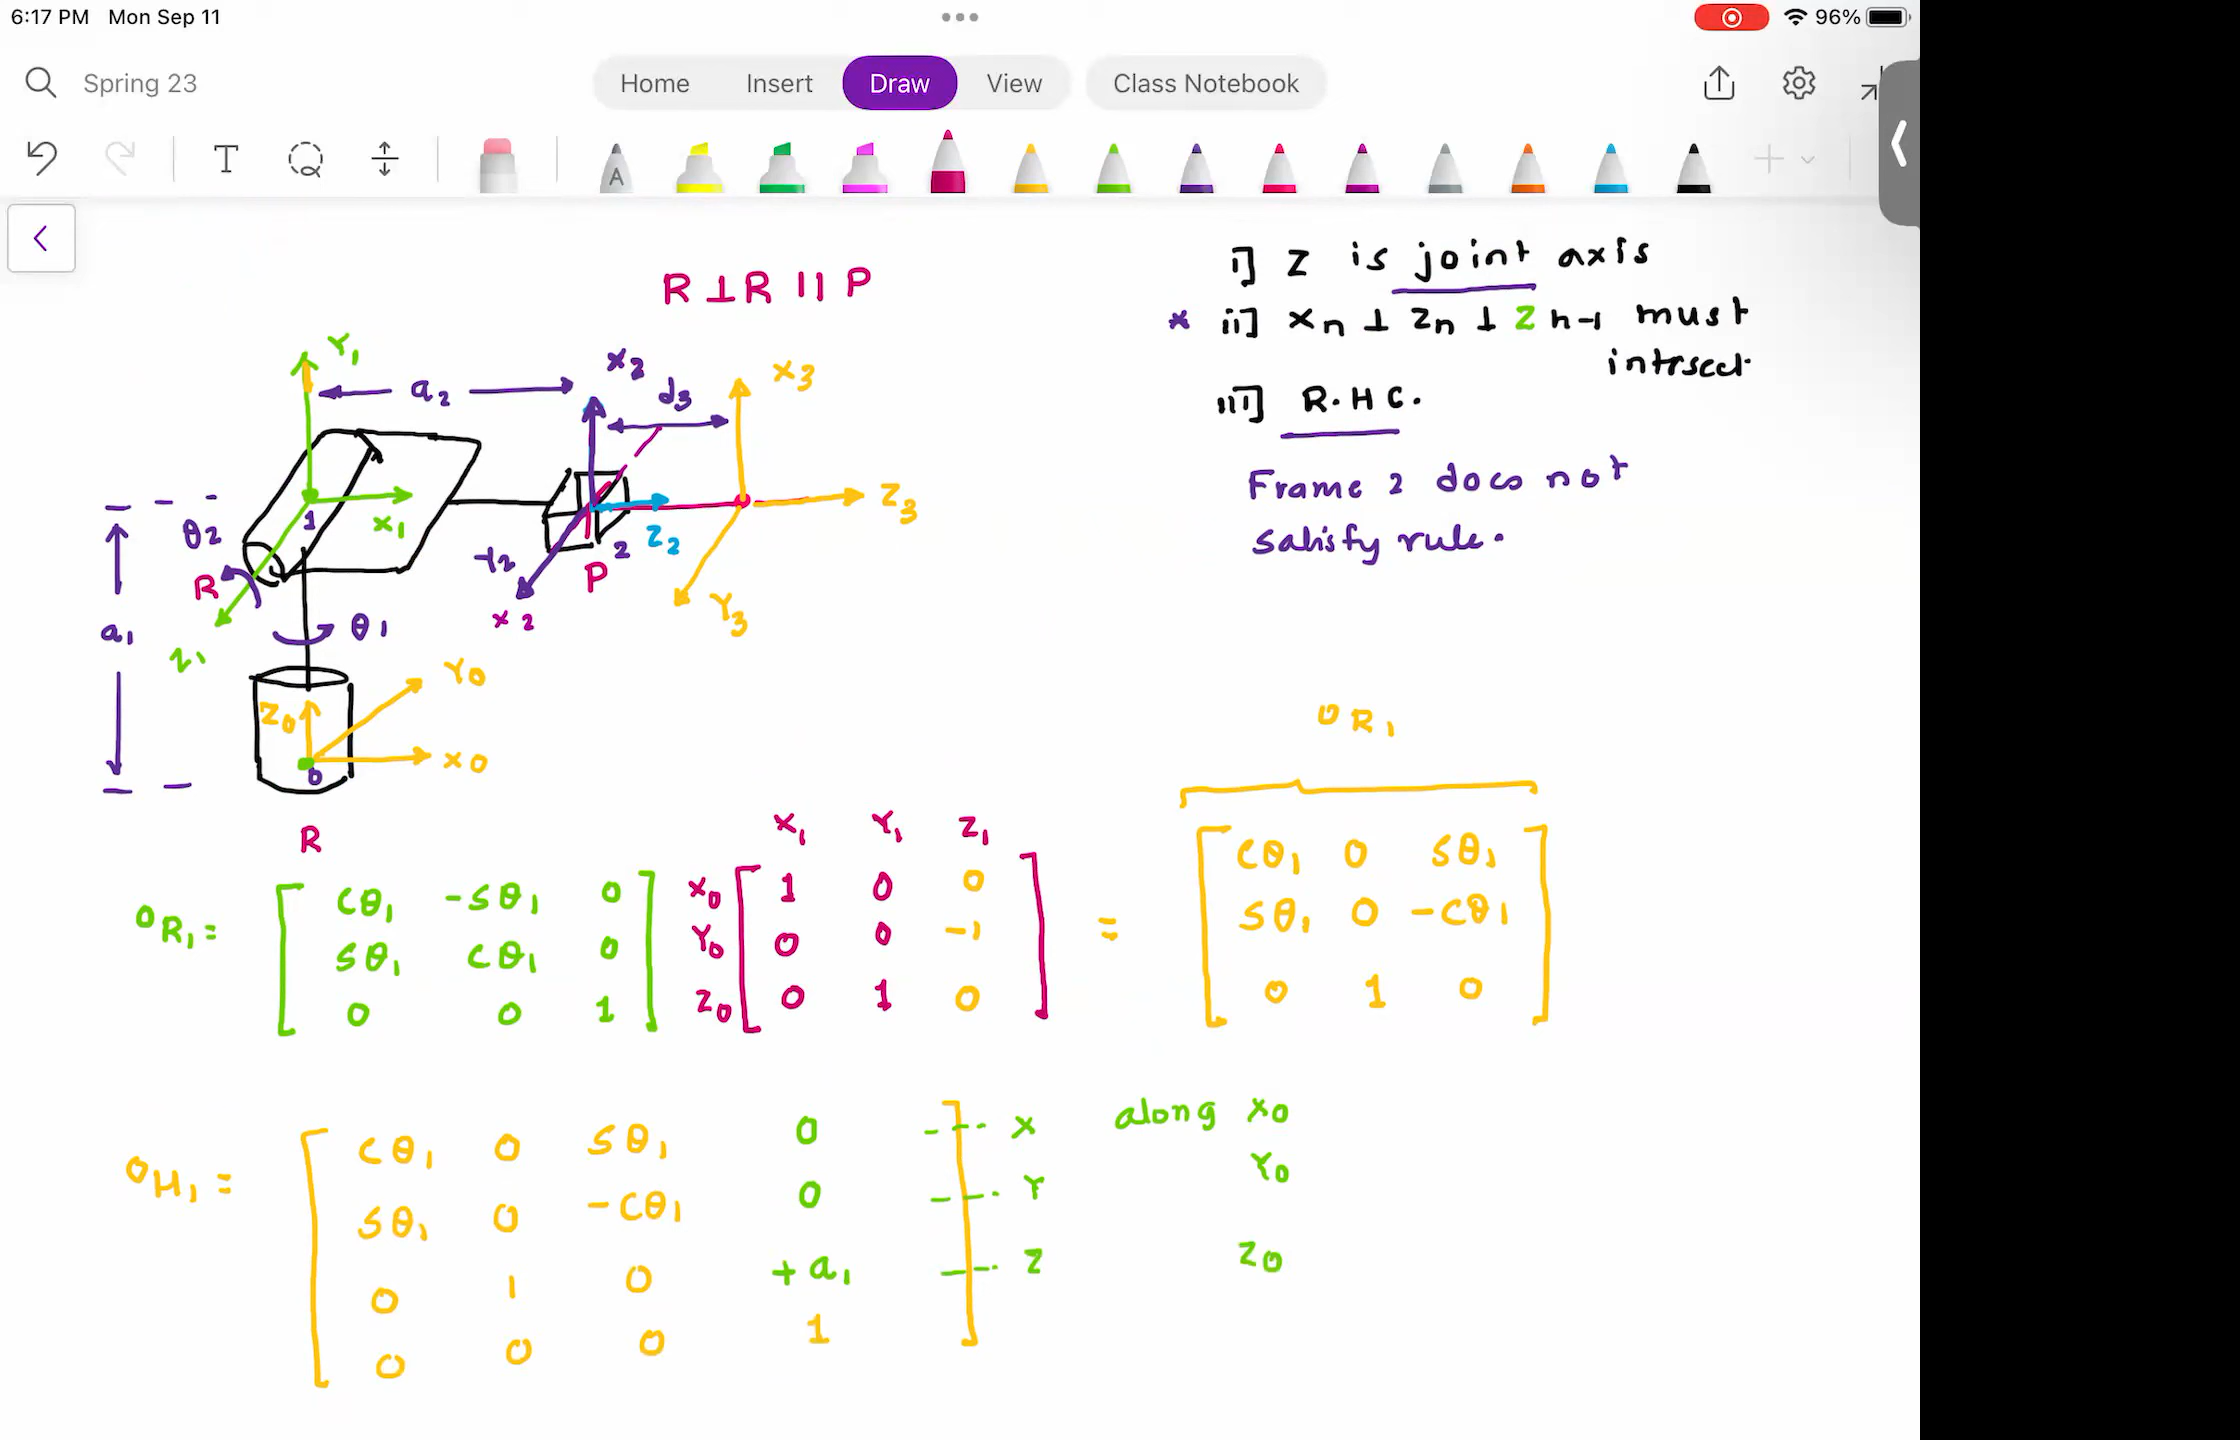 6:17 PM Mon Sep 11
96%
Spring 23
Home Insert Draw View Class Notebook
T
A
R ⊥ R || P
i] Z is joint axis
* ii] Xn ⊥ Zn ⊥ Zn-1 must
intrsect.
iii] R.H.C.
Frame 2 does not
satisfy rule.
Y1
a2
X2
d3
X3
θ2
1
X1
2
Z2
Z3
R
Y2
P
X2
Y3
a1
θ1
Z1
Y0
Z0
X0
0
R
0R1
X1 Y1 Z1
0R1 = [ Cθ1 -Sθ1 0 ] X0 [ 1 0 0 ] = [ Cθ1 0 Sθ1 ]
[ Sθ1 Cθ1 0 ] Y0 [ 0 0 -1 ] [ Sθ1 0 -Cθ1 ]
[ 0 0 1 ] Z0 [ 0 1 0 ] [ 0 1 0 ]
0H1 = [ Cθ1 0 Sθ1 0 ] --- X along X0
[ Sθ1 0 -Cθ1 0 ] --- Y Y0
[ 0 1 0 +a1 ] --- Z Z0
[ 0 0 0 1 ]